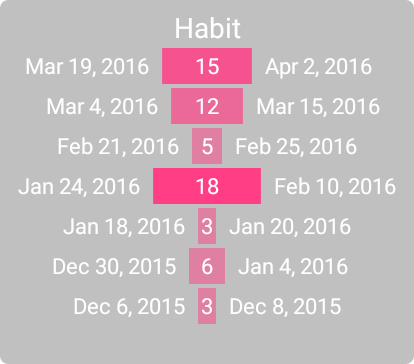 Habit
Mar 19, 2016 15 Apr 2, 2016
Mar 4, 2016 12 Mar 15, 2016
Feb 21, 2016 5 Feb 25, 2016
Jan 24, 2016 18 Feb 10, 2016
Jan 18, 2016 3 Jan 20, 2016
Dec 30, 2015 6 Jan 4, 2016
Dec 6, 2015 3 Dec 8, 2015